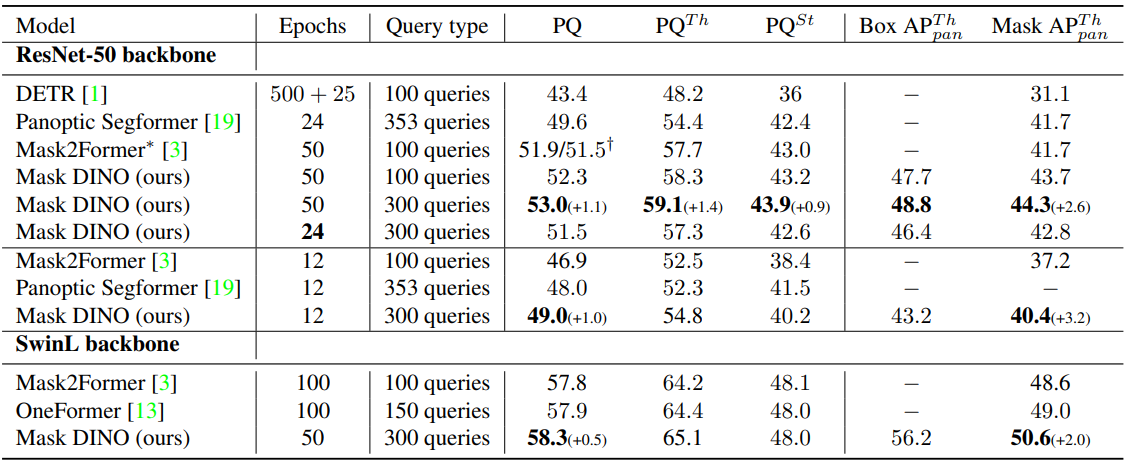 Model Epochs Query type PQ PQ^Th PQ^St Box AP^Th_pan Mask AP^Th_pan
ResNet-50 backbone
DETR [1] 500 + 25 100 queries 43.4 48.2 36 − 31.1
Panoptic Segformer [19] 24 353 queries 49.6 54.4 42.4 − 41.7
Mask2Former* [3] 50 100 queries 51.9/51.5† 57.7 43.0 − 41.7
Mask DINO (ours) 50 100 queries 52.3 58.3 43.2 47.7 43.7
Mask DINO (ours) 50 300 queries 53.0(+1.1) 59.1(+1.4) 43.9(+0.9) 48.8 44.3(+2.6)
Mask DINO (ours) 24 300 queries 51.5 57.3 42.6 46.4 42.8
Mask2Former [3] 12 100 queries 46.9 52.5 38.4 − 37.2
Panoptic Segformer [19] 12 353 queries 48.0 52.3 41.5 − −
Mask DINO (ours) 12 300 queries 49.0(+1.0) 54.8 40.2 43.2 40.4(+3.2)
SwinL backbone
Mask2Former [3] 100 100 queries 57.8 64.2 48.1 − 48.6
OneFormer [13] 100 150 queries 57.9 64.4 48.0 − 49.0
Mask DINO (ours) 50 300 queries 58.3(+0.5) 65.1 48.0 56.2 50.6(+2.0)